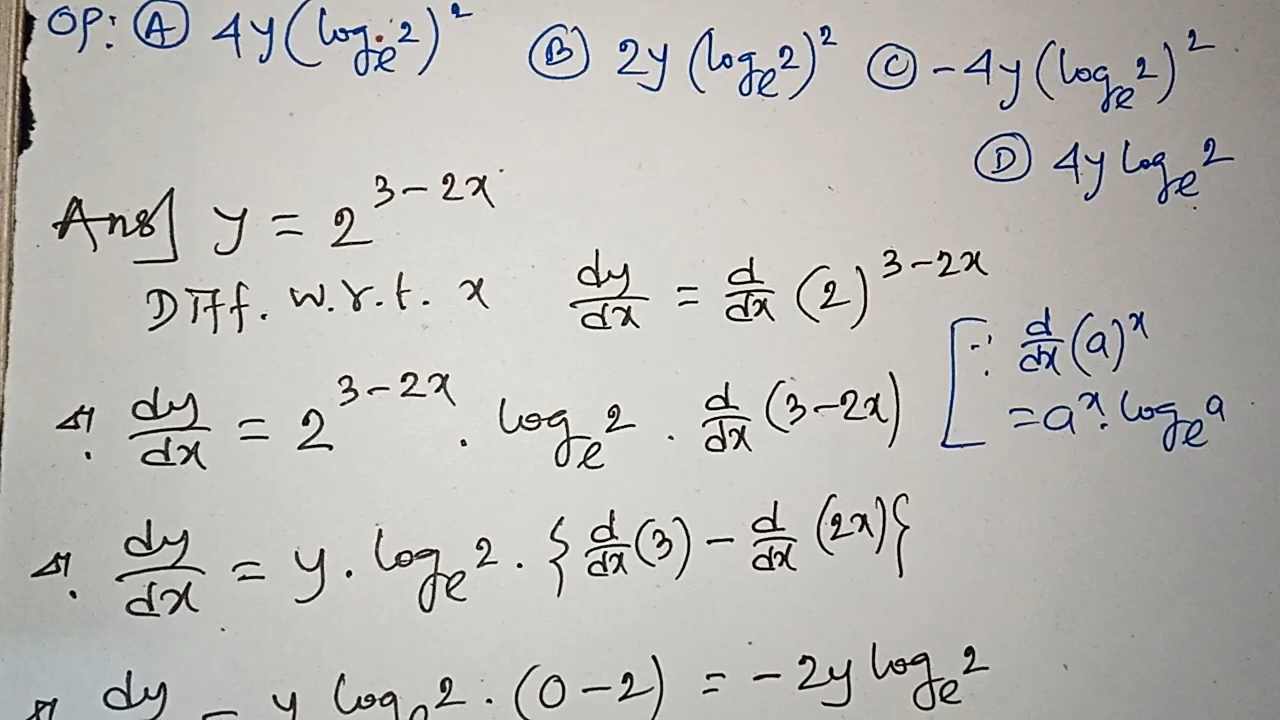 OP: Ⓐ 4y(logₑ2)²
Ⓑ 2y(logₑ2)² Ⓒ -4y(logₑ2)²
Ⓓ 4y logₑ2
Ans] y = 2^(3-2x)
Diff. w.r.t. x dy/dx = d/dx (2)^(3-2x)
dy/dx = 2^(3-2x) . logₑ2 . d/dx (3-2x) [∵ d/dx (a)^x
= a^x . logₑa
dy/dx = y . logₑ2 . { d/dx (3) - d/dx (2x) }
dy y log 2 . (0-2) = -2y logₑ2